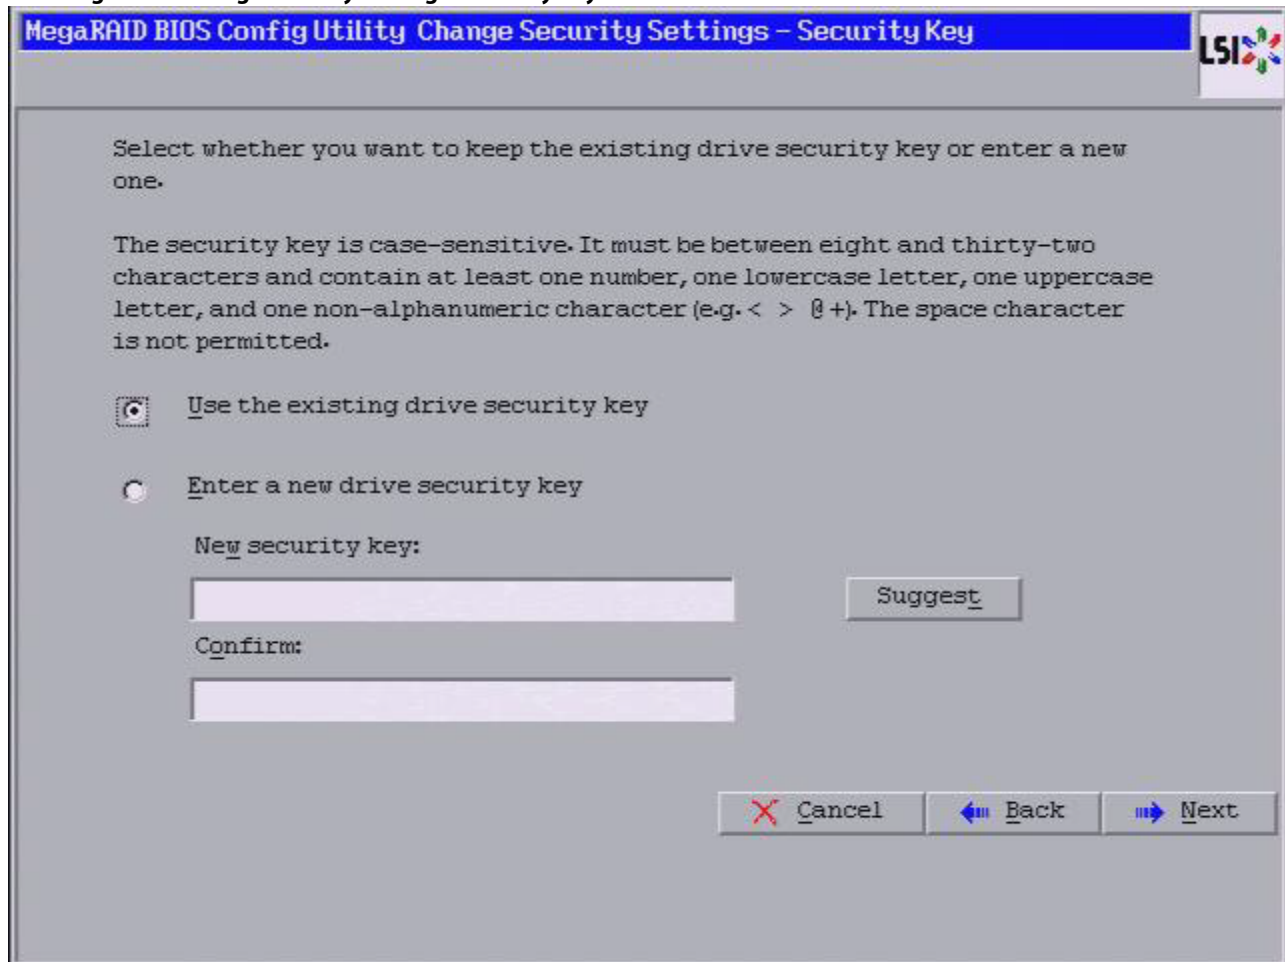 MegaRAID BIOS Config Utility Change Security Settings – Security Key
LSI
Select whether you want to keep the existing drive security key or enter a new
one.
The security key is case-sensitive. It must be between eight and thirty-two
characters and contain at least one number, one lowercase letter, one uppercase
letter, and one non-alphanumeric character (e.g. < > @ +). The space character
is not permitted.
Use the existing drive security key
Enter a new drive security key
New security key:
Suggest
Confirm:
Cancel
Back
Next